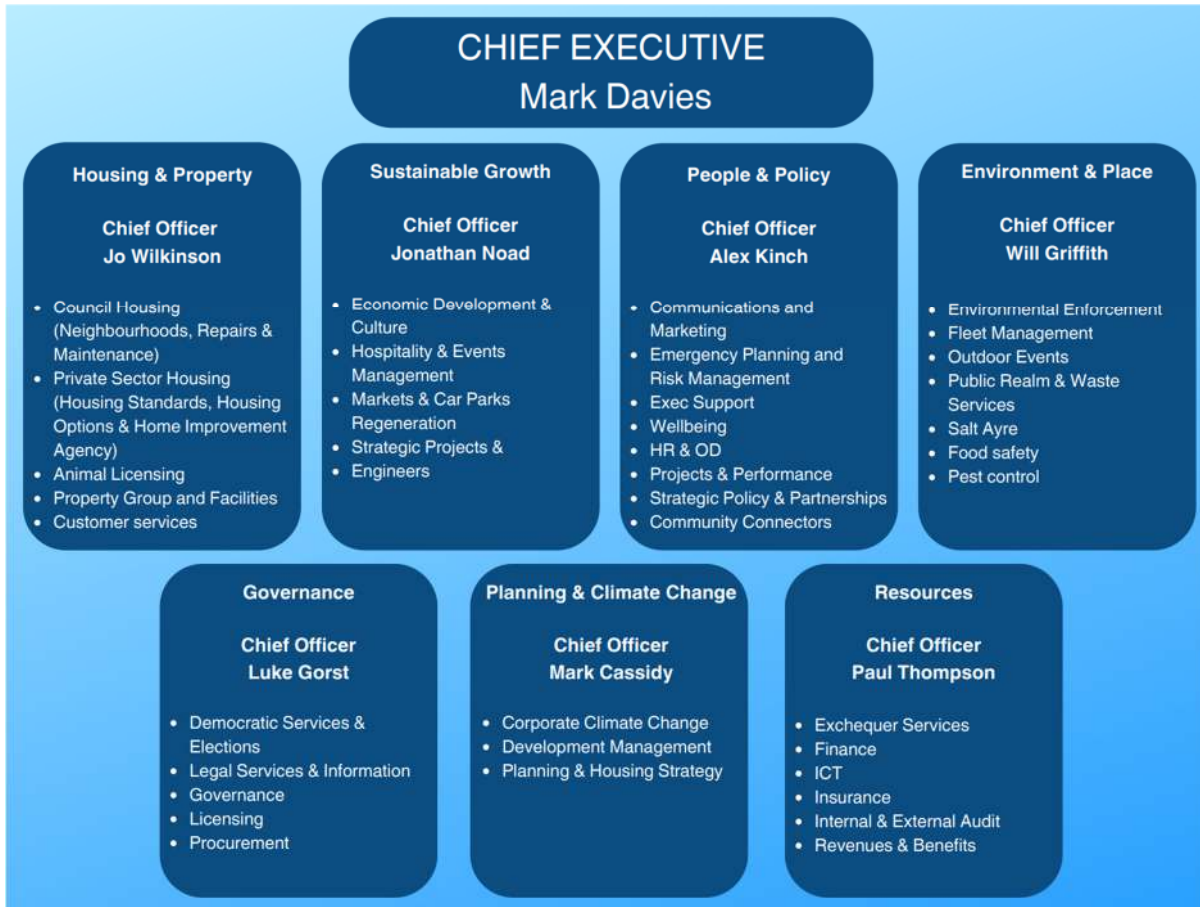 CHIEF EXECUTIVE
Mark Davies
Housing & Property
Chief Officer
Jo Wilkinson
• Council Housing
(Neighbourhoods, Repairs &
Maintenance)
• Private Sector Housing
(Housing Standards, Housing
Options & Home Improvement
Agency)
• Animal Licensing
• Property Group and Facilities
• Customer services
Sustainable Growth
Chief Officer
Jonathan Noad
• Economic Development &
Culture
• Hospitality & Events
Management
• Markets & Car Parks
Regeneration
• Strategic Projects &
• Engineers
People & Policy
Chief Officer
Alex Kinch
• Communications and
Marketing
• Emergency Planning and
Risk Management
• Exec Support
• Wellbeing
• HR & OD
• Projects & Performance
• Strategic Policy & Partnerships
• Community Connectors
Environment & Place
Chief Officer
Will Griffith
• Environmental Enforcement
• Fleet Management
• Outdoor Events
• Public Realm & Waste
Services
• Salt Ayre
• Food safety
• Pest control
Governance
Chief Officer
Luke Gorst
• Democratic Services &
Elections
• Legal Services & Information
• Governance
• Licensing
• Procurement
Planning & Climate Change
Chief Officer
Mark Cassidy
• Corporate Climate Change
• Development Management
• Planning & Housing Strategy
Resources
Chief Officer
Paul Thompson
• Exchequer Services
• Finance
• ICT
• Insurance
• Internal & External Audit
• Revenues & Benefits